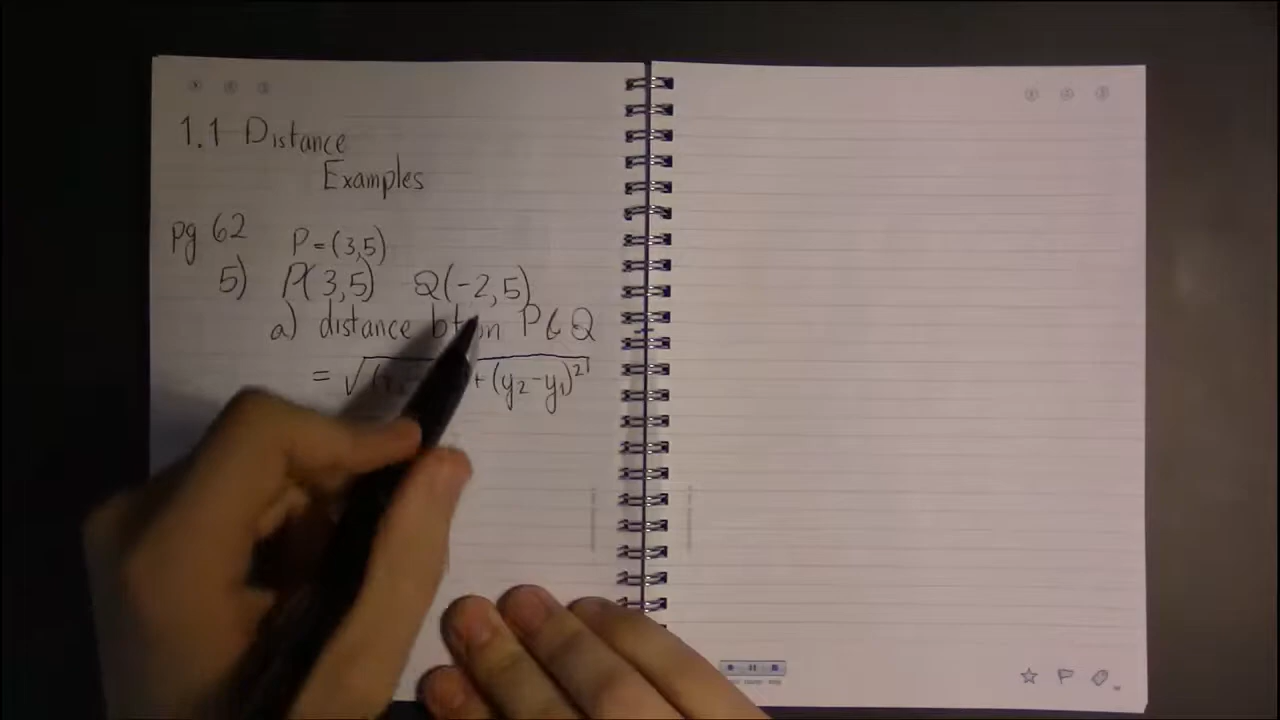 1.1 Distance
Examples
pg 62
P = (3,5)
5) P(3,5) Q(-2,5)
a) distance P & Q
= √ + (y₂-y₁)²